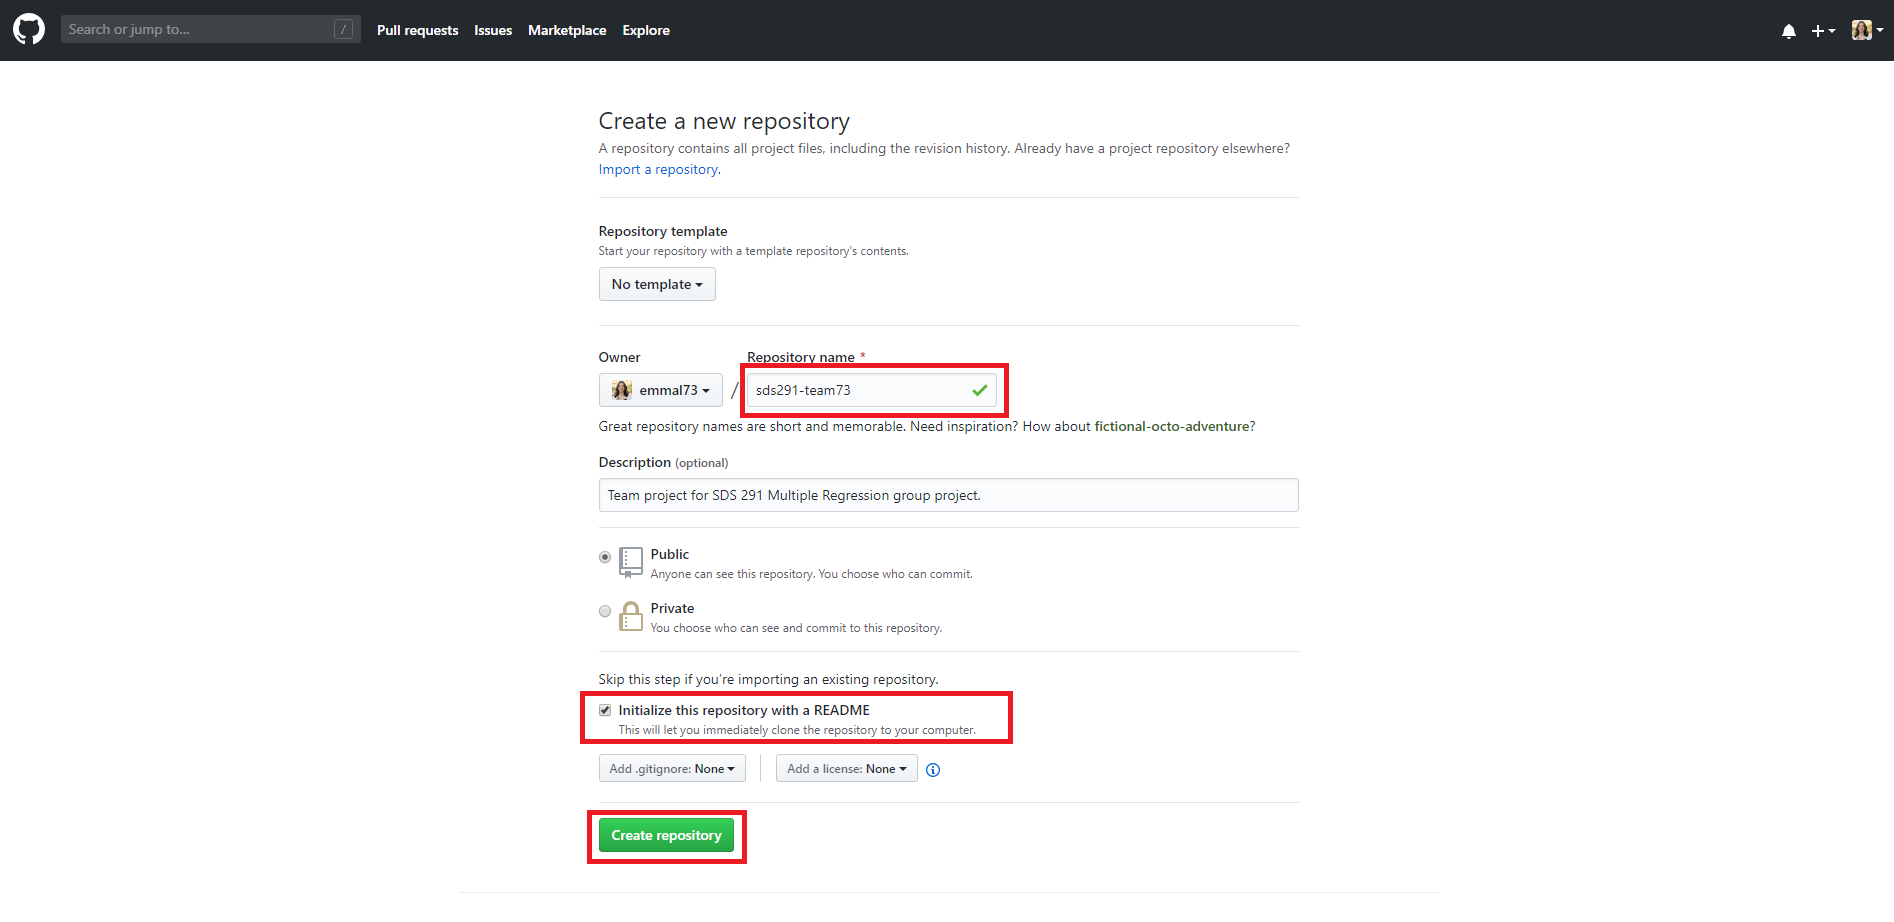 Search or jump to...
/
Pull requests
Issues
Marketplace
Explore
Create a new repository
A repository contains all project files, including the revision history. Already have a project repository elsewhere?
Import a repository.
Repository template
Start your repository with a template repository's contents.
No template
Owner
Repository name *
emmal73
/
sds291-team73
Great repository names are short and memorable. Need inspiration? How about fictional-octo-adventure?
Description (optional)
Team project for SDS 291 Multiple Regression group project.
Public
Anyone can see this repository. You choose who can commit.
Private
You choose who can see and commit to this repository.
Skip this step if you're importing an existing repository.
Initialize this repository with a README
This will let you immediately clone the repository to your computer.
Add .gitignore: None
Add a license: None
Create repository